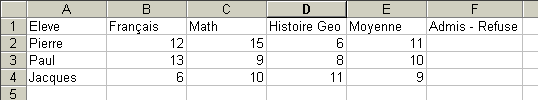 A B C D E F
1 Eleve Français Math Histoire Geo Moyenne Admis - Refuse
2 Pierre 12 15 6 11
3 Paul 13 9 8 10
4 Jacques 6 10 11 9
5